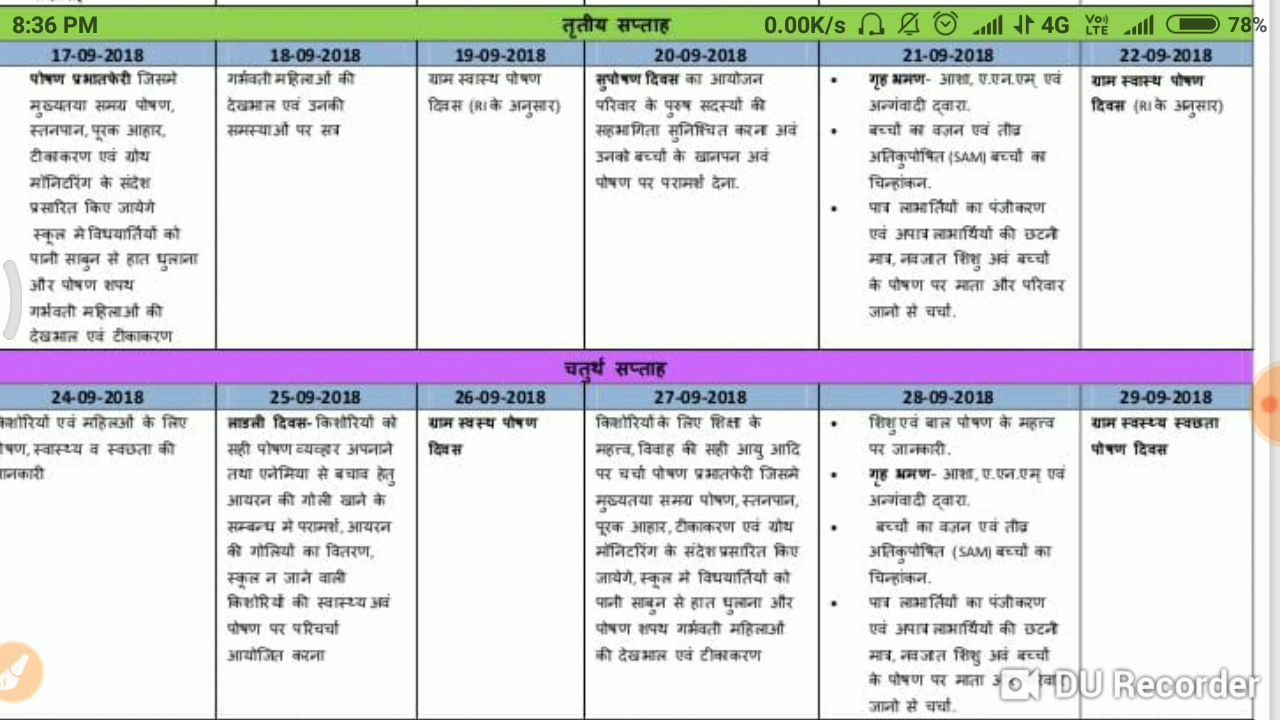 8:36 PM
0.00K/s
4G
Vo))
LTE
78%
तृतीय सप्ताह
17-09-2018
18-09-2018
19-09-2018
20-09-2018
21-09-2018
22-09-2018
पोषण प्रभातफेरी जिसमे
मुख्यतया समग्र पोषण,
स्तनपान, पूरक आहार,
टीकाकरण एवं ग्रोथ
मॉनिटरिंग के संदेश
प्रसारित किए जायेगे
स्कूल मे विधयार्तियों को
पानी साबुन से हात धुलाना
और पोषण शपथ
गर्भवती महिलाओं की
देखभाल एवं टीकाकरण
गर्भवती महिलाओं की
देखभाल एवं उनकी
समस्याओं पर सत्र
ग्राम स्वास्थ पोषण
दिवस (RI के अनुसार)
सुपोषण दिवस का आयोजन
परिवार के पुरुष सदस्यों की
सहभागिता सुनिश्चित करना अवं
उनको बच्चों के खानपन अवं
पोषण पर परामर्श देना.
• गृह भ्रमण- आशा, ए.एन.एम् एवं
अन्गंवादी द्वारा.
• बच्चों का वज़न एवं तीव्र
अतिकुपोषित (SAM) बच्चों का
चिन्हांकन.
• पात्र लाभार्तियों का पंजीकरण
एवं अपात्र लाभार्थियों की छटनी
मात्र, नवजात शिशु अवं बच्चों
के पोषण पर माता और परिवार
जानो से चर्चा.
ग्राम स्वास्थ पोषण
दिवस (RI के अनुसार)
चतुर्थ सप्ताह
24-09-2018
25-09-2018
26-09-2018
27-09-2018
28-09-2018
29-09-2018
केशोरियों एवं महिलाओं के लिए
षण, स्वास्थ्य व स्वछता की
ानकारी
लाडली दिवस- किशोरियों को
सही पोषण व्यव्हार अपनाने
तथा एनेमिया से बचाव हेतु
आयरन की गोली खाने के
सम्बन्ध मे परामर्श, आयरन
की गोलियों का वितरण,
स्कूल न जाने वाली
किशोरियों की स्वास्थ्य अवं
पोषण पर परिचर्चा
आयोजित करना
ग्राम स्वस्थ पोषण
दिवस
किशोरियों के लिए शिक्षा के
महत्त्व, विवाह की सही आयु आदि
पर चर्चा पोषण प्रभातफेरी जिसमे
मुख्यतया समग्र पोषण, स्तनपान,
पूरक आहार, टीकाकरण एवं ग्रोथ
मॉनिटरिंग के संदेश प्रसारित किए
जायेगे, स्कूल मे विधयार्तियों को
पानी साबुन से हात धुलाना और
पोषण शपथ गर्भवती महिलाओं
की देखभाल एवं टीकाकरण
• शिशु एवं बाल पोषण के महत्त्व
पर जानकारी.
• गृह भ्रमण- आशा, ए.एन.एम् एवं
अन्गंवादी द्वारा.
• बच्चों का वज़न एवं तीव्र
अतिकुपोषित (SAM) बच्चों का
चिन्हांकन.
• पात्र लाभार्तियों का पंजीकरण
एवं अपात्र लाभार्थियों की छटनी
मात्र, नवजात शिशु अवं बच्चों
के पोषण पर माता
जानो से चर्चा.
ग्राम स्वस्थ्य स्वछता
पोषण दिवस
DU Recorder